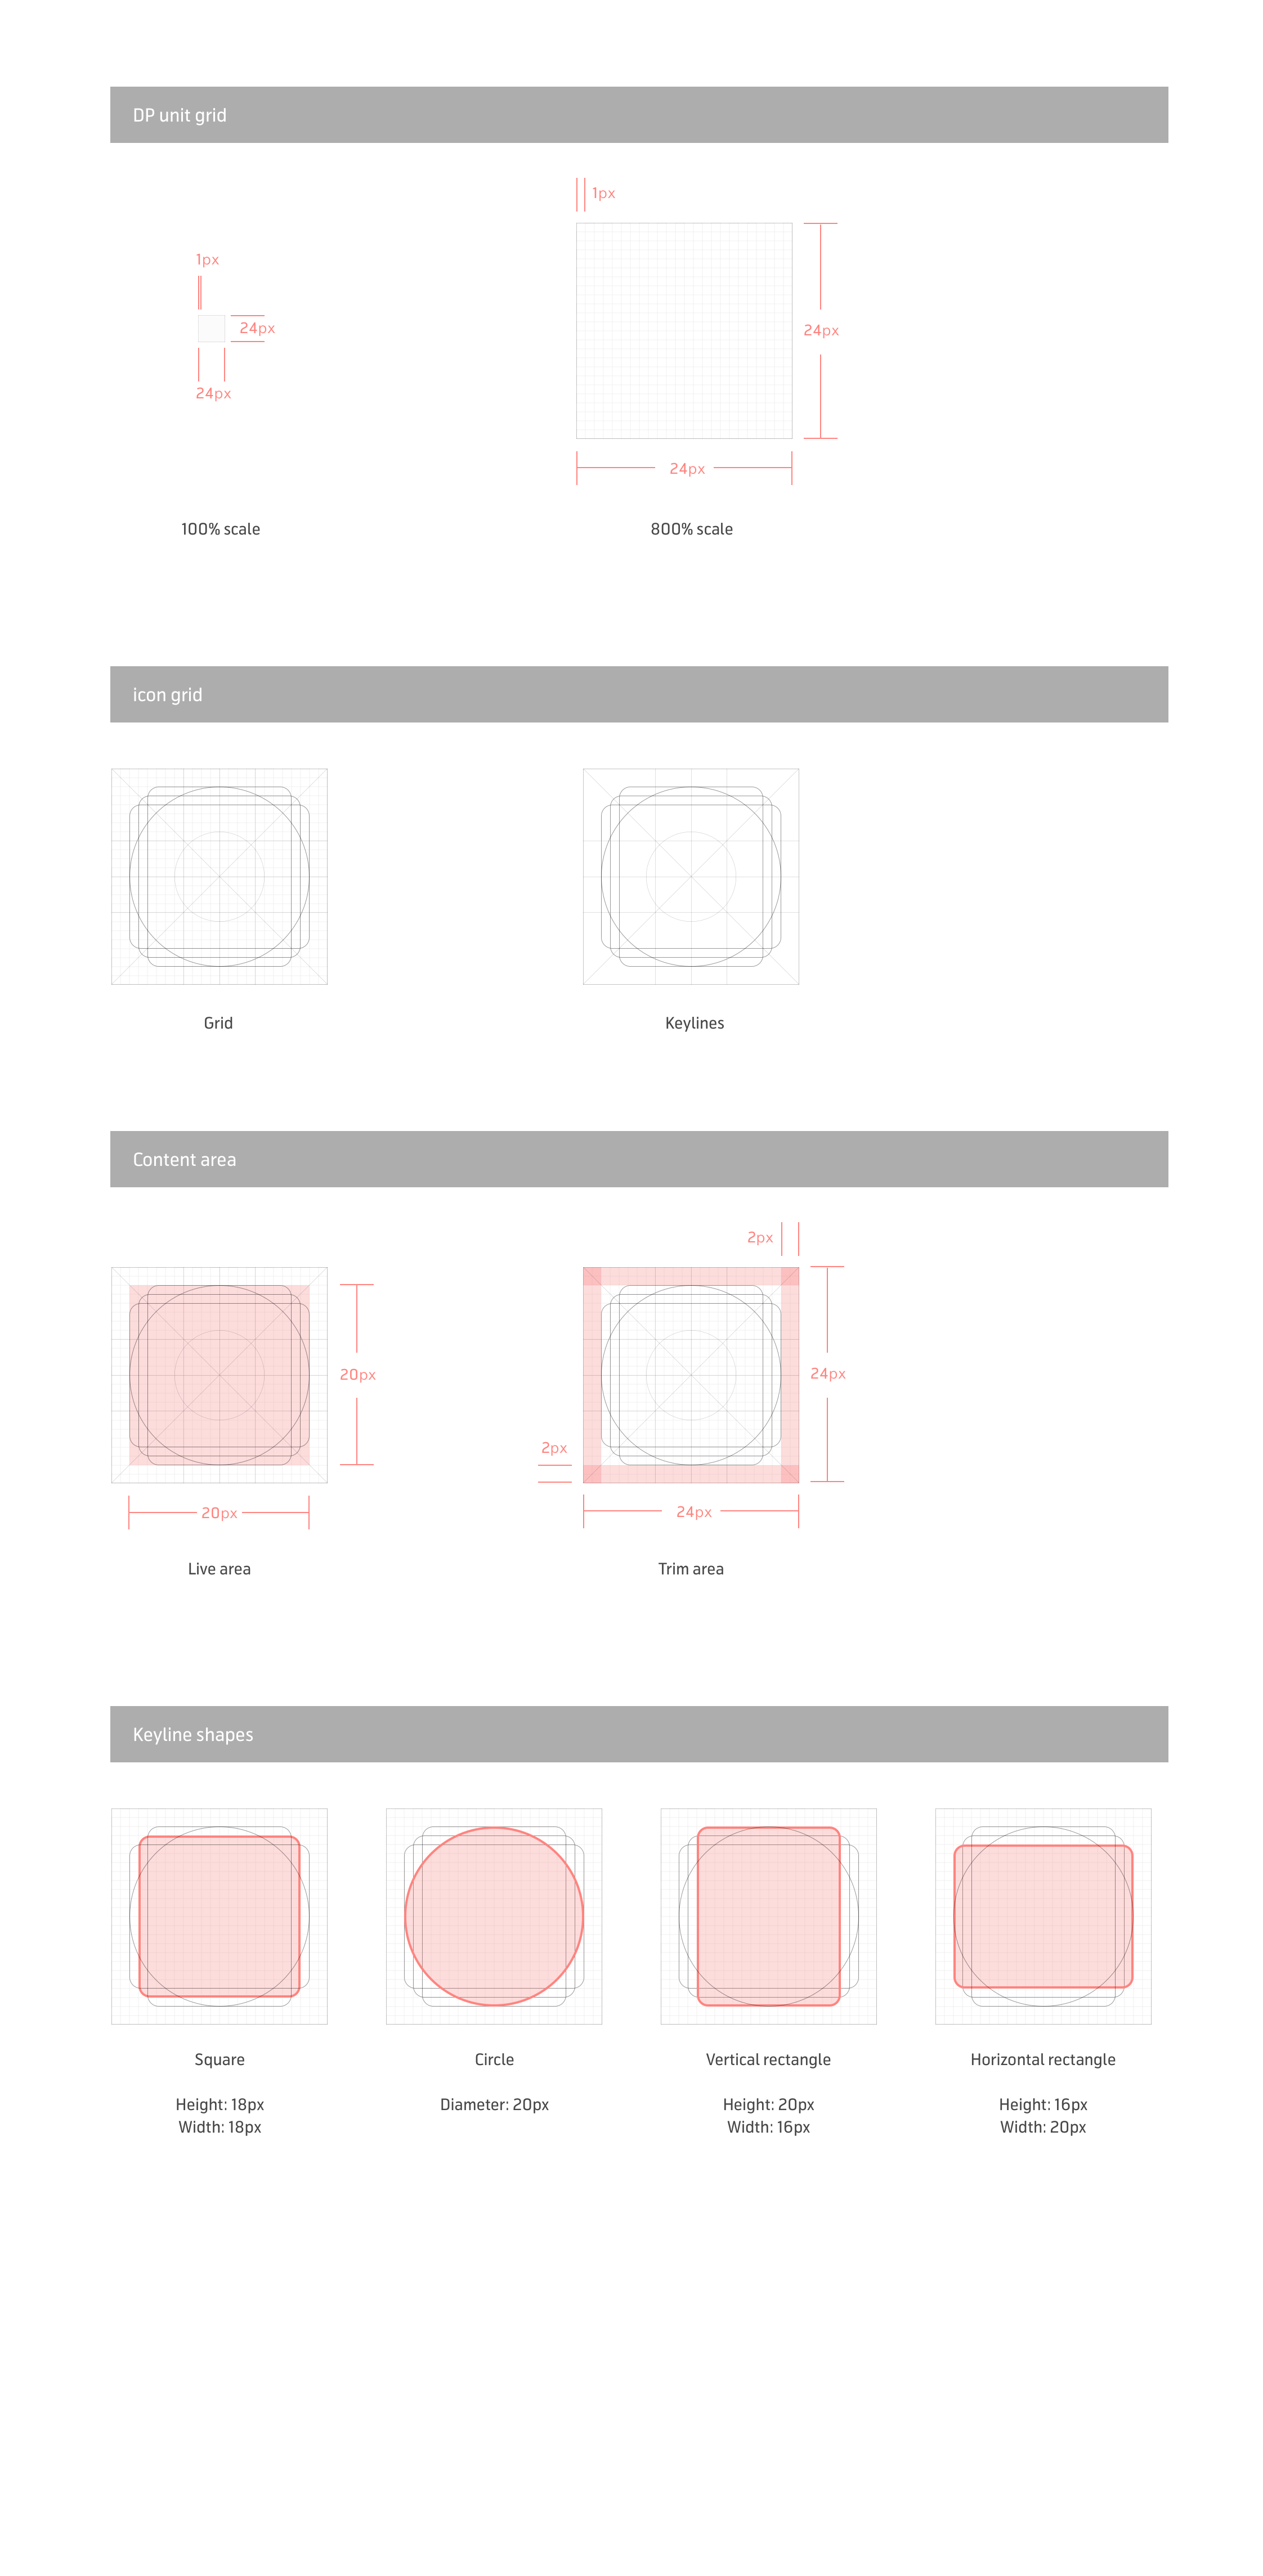 DP unit grid
1px
1px
24px
24px
24px
24px
100% scale
800% scale
icon grid
Grid
Keylines
Content area
2px
20px
24px
2px
20px
24px
Live area
Trim area
Keyline shapes
Square
Circle
Vertical rectangle
Horizontal rectangle
Height: 18px
Width: 18px
Diameter: 20px
Height: 20px
Width: 16px
Height: 16px
Width: 20px